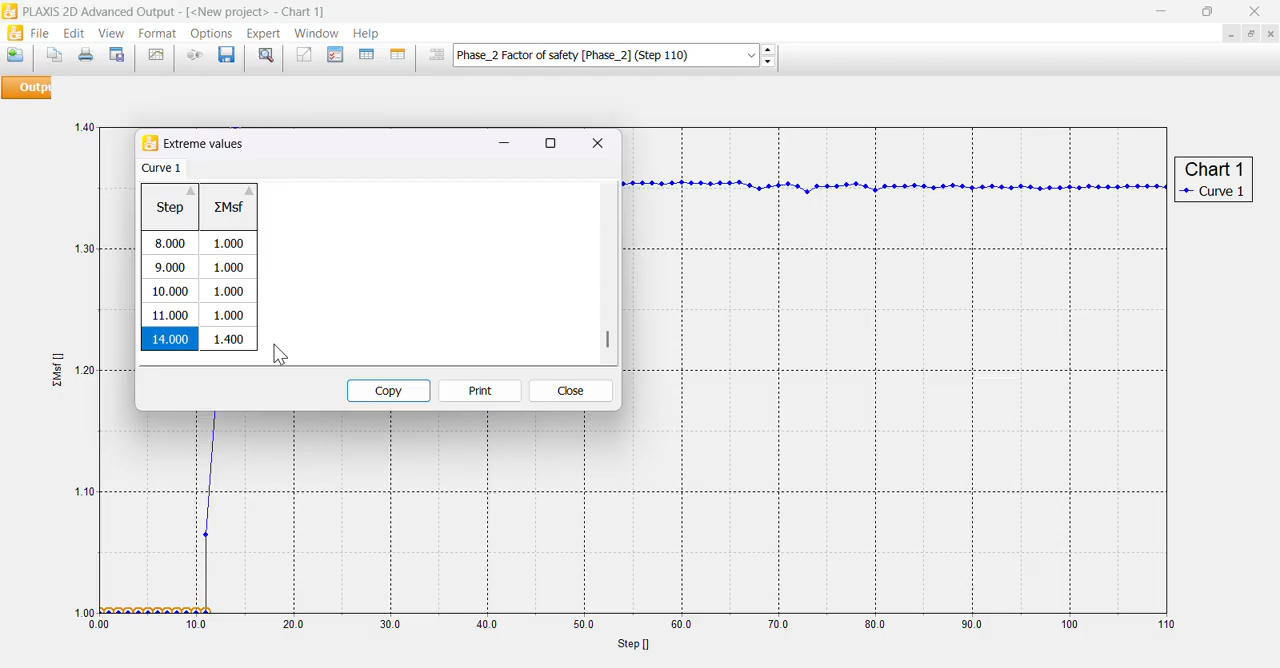 PLAXIS 2D Advanced Output - [<New project> - Chart 1]
File Edit View Format Options Expert Window Help
Phase_2 Factor of safety [Phase_2] (Step 110)
Outpu
Extreme values
Curve 1
Step ΣMsf
8.000 1.000
9.000 1.000
10.000 1.000
11.000 1.000
14.000 1.400
Copy Print Close
Chart 1
Curve 1
1.40
1.30
1.20
1.10
1.00
ΣMsf []
0.00 10.0 20.0 30.0 40.0 50.0 60.0 70.0 80.0 90.0 100 110
Step []